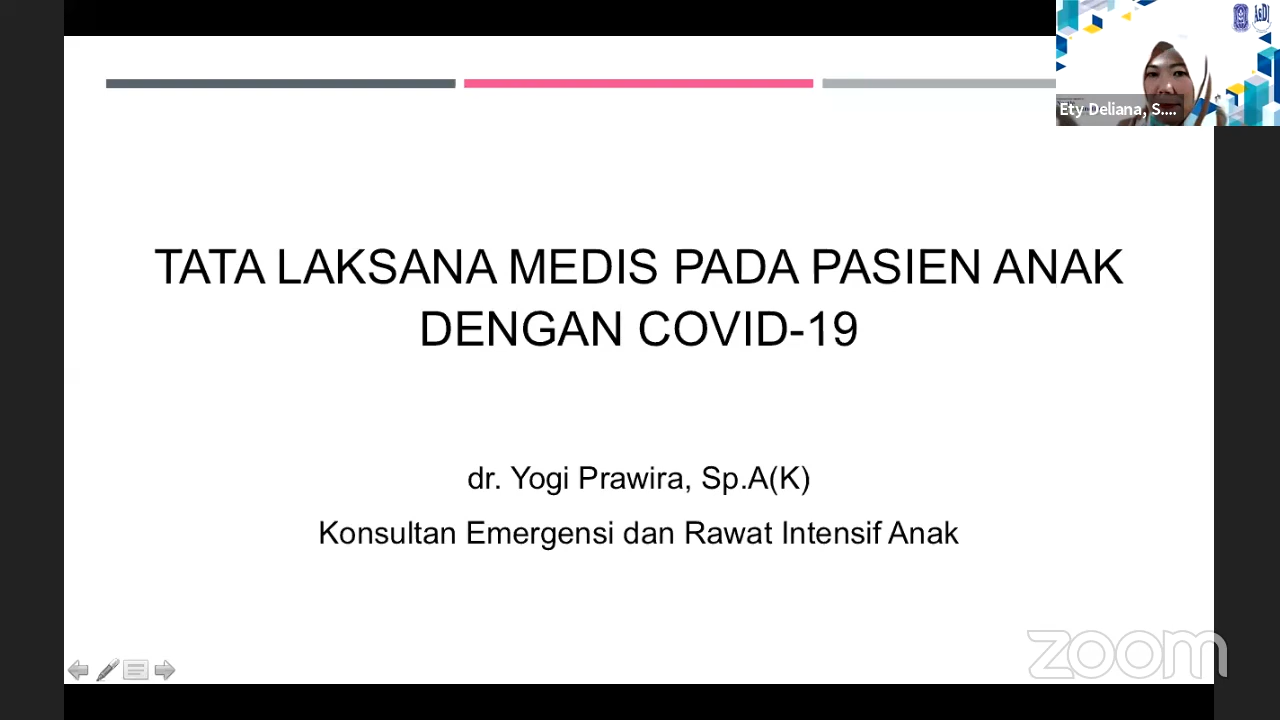 Ety Deliana, S....
TATA LAKSANA MEDIS PADA PASIEN ANAK
DENGAN COVID-19
dr. Yogi Prawira, Sp.A(K)
Konsultan Emergensi dan Rawat Intensif Anak
zoom